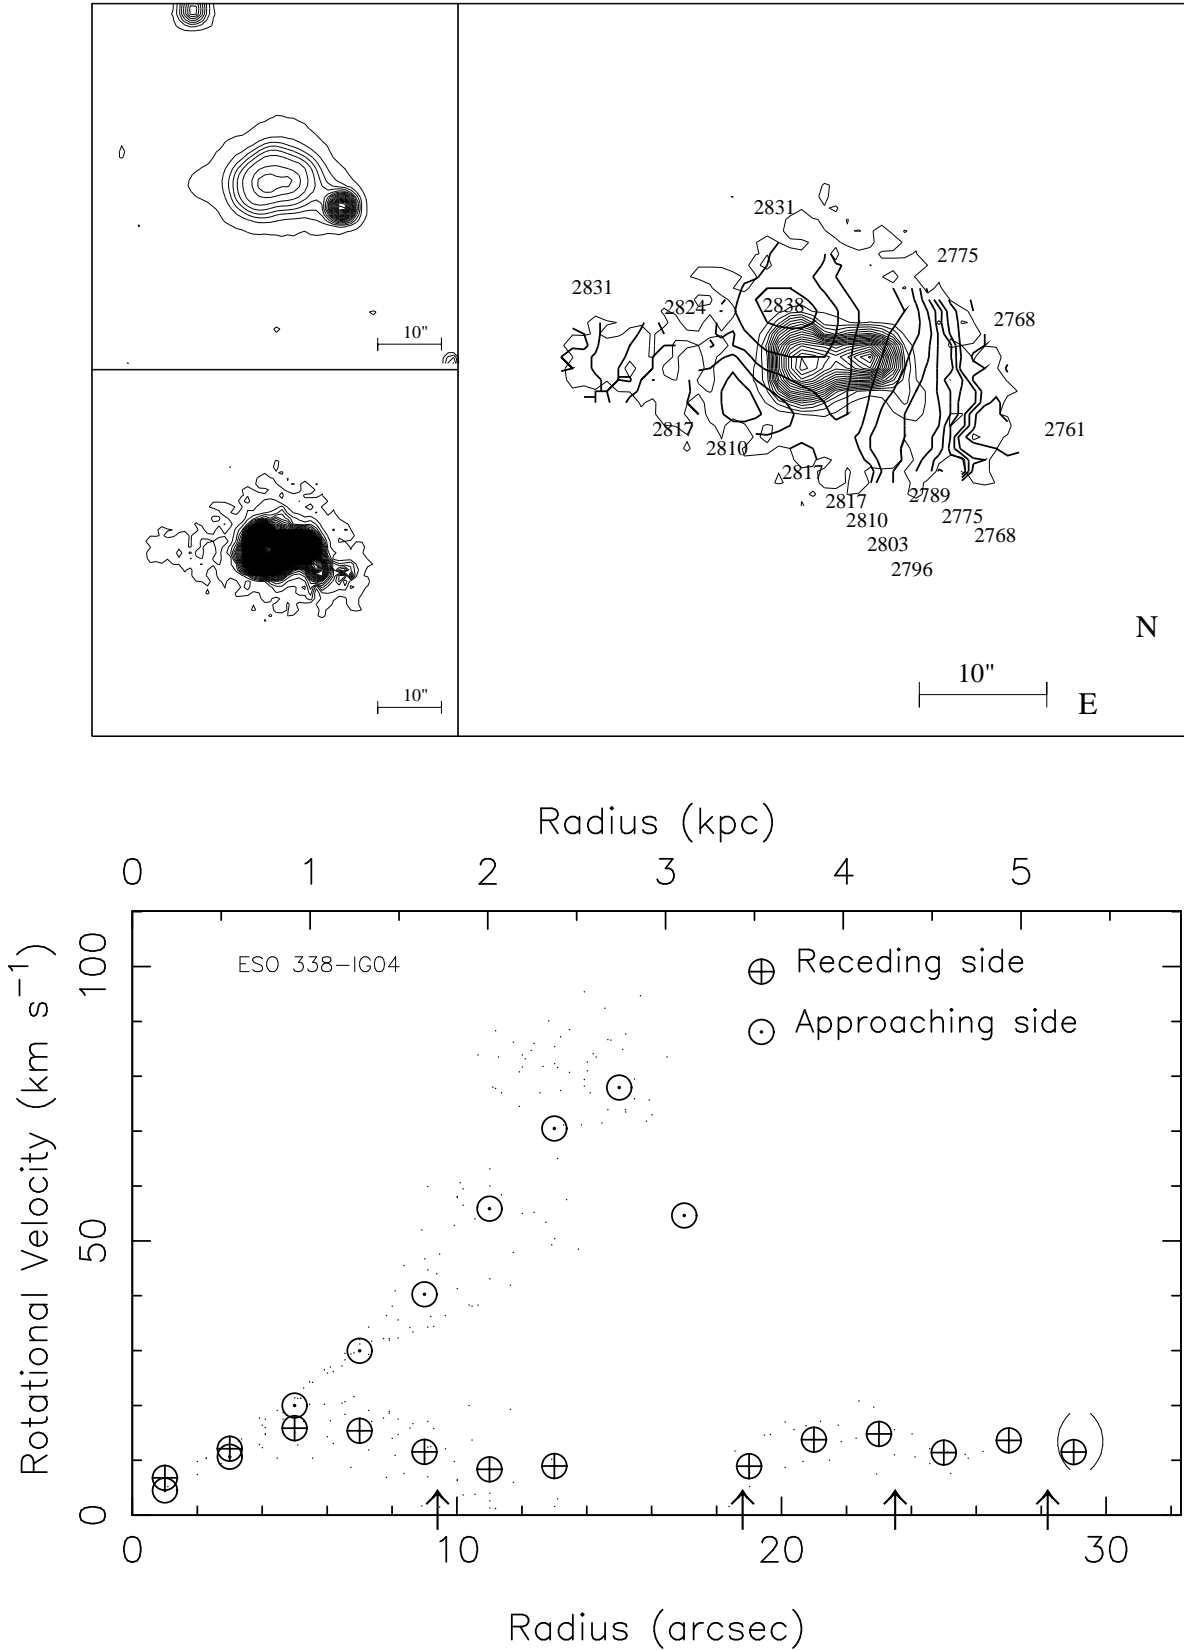 10"
10"
2831
2775
2831
2824
2838
2768
2817
2810
2761
2817
2817
2789
2810
2775
2803
2768
2796
N
10"
E
Radius (kpc)
0 1 2 3 4 5
100
ESO 338−IG04
Receding side
Approaching side
Rotational Velocity (km s−1)
50
0
0 10 20 30
Radius (arcsec)